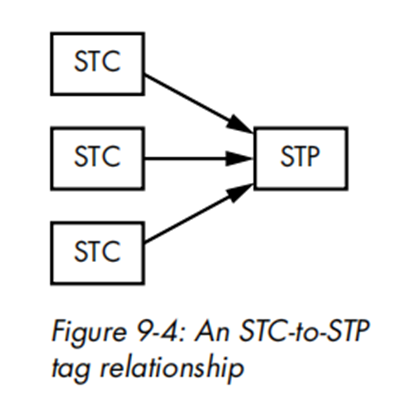 STC
STC
STP
STC
Figure 9-4: An STC-to-STP
tag relationship